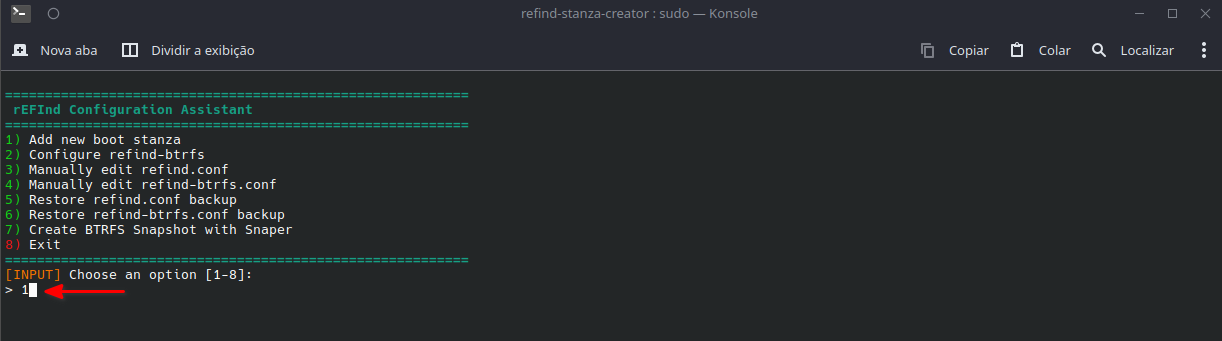 refind-stanza-creator : sudo — Konsole
Nova aba Dividir a exibição Copiar Colar Localizar
==========================================================
rEFInd Configuration Assistant
==========================================================
1) Add new boot stanza
2) Configure refind-btrfs
3) Manually edit refind.conf
4) Manually edit refind-btrfs.conf
5) Restore refind.conf backup
6) Restore refind-btrfs.conf backup
7) Create BTRFS Snapshot with Snaper
8) Exit
==========================================================
[INPUT] Choose an option [1-8]:
> 1